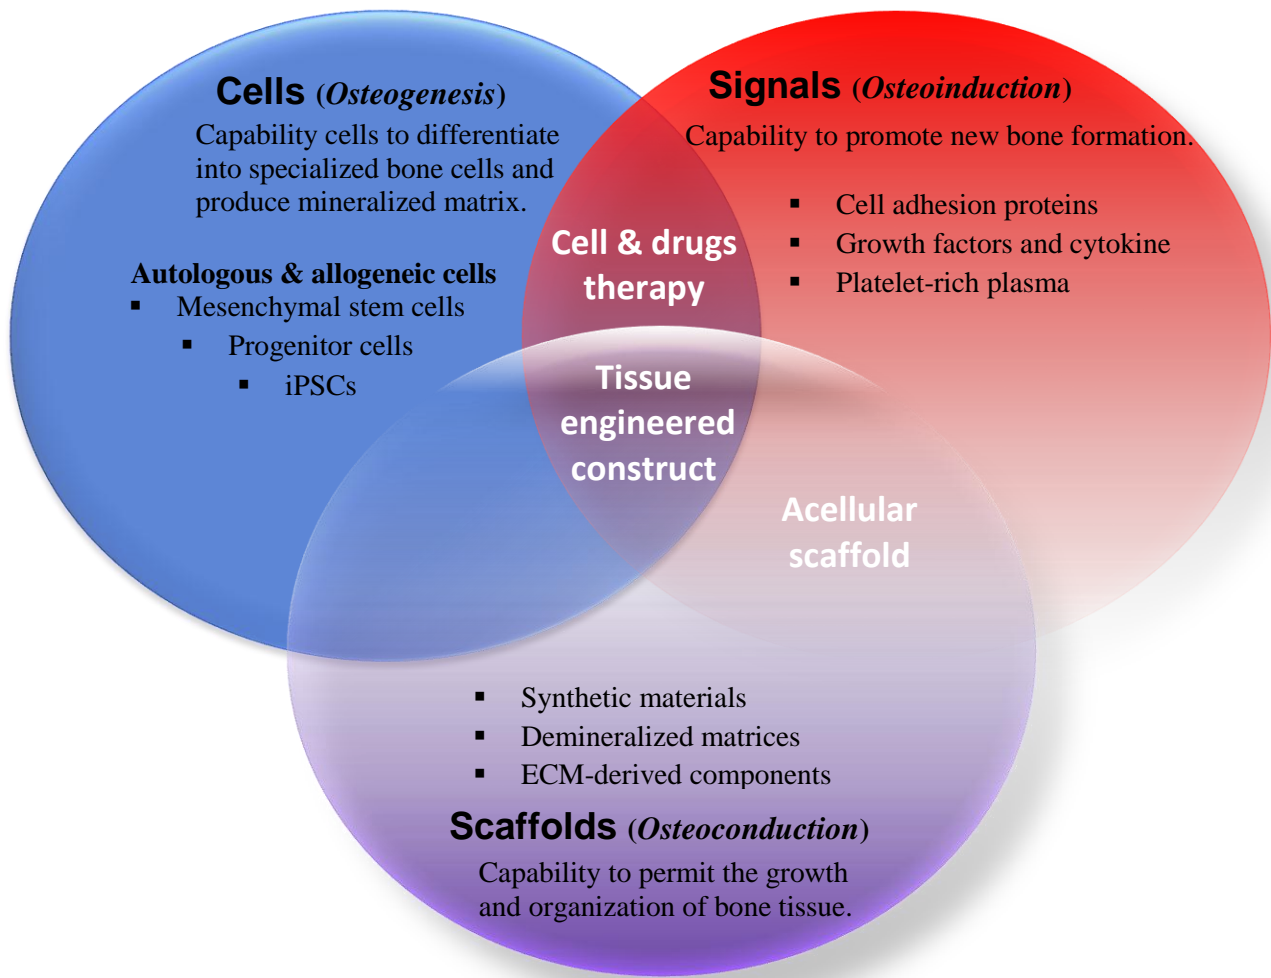 Cells (Osteogenesis)
Capability cells to differentiate
into specialized bone cells and
produce mineralized matrix.
Autologous & allogeneic cells
▪ Mesenchymal stem cells
▪ Progenitor cells
▪ iPSCs
Signals (Osteoinduction)
Capability to promote new bone formation.
▪ Cell adhesion proteins
▪ Growth factors and cytokine
▪ Platelet-rich plasma
Cell & drugs
therapy
Tissue
engineered
construct
Acellular
scaffold
▪ Synthetic materials
▪ Demineralized matrices
▪ ECM-derived components
Scaffolds (Osteoconduction)
Capability to permit the growth
and organization of bone tissue.